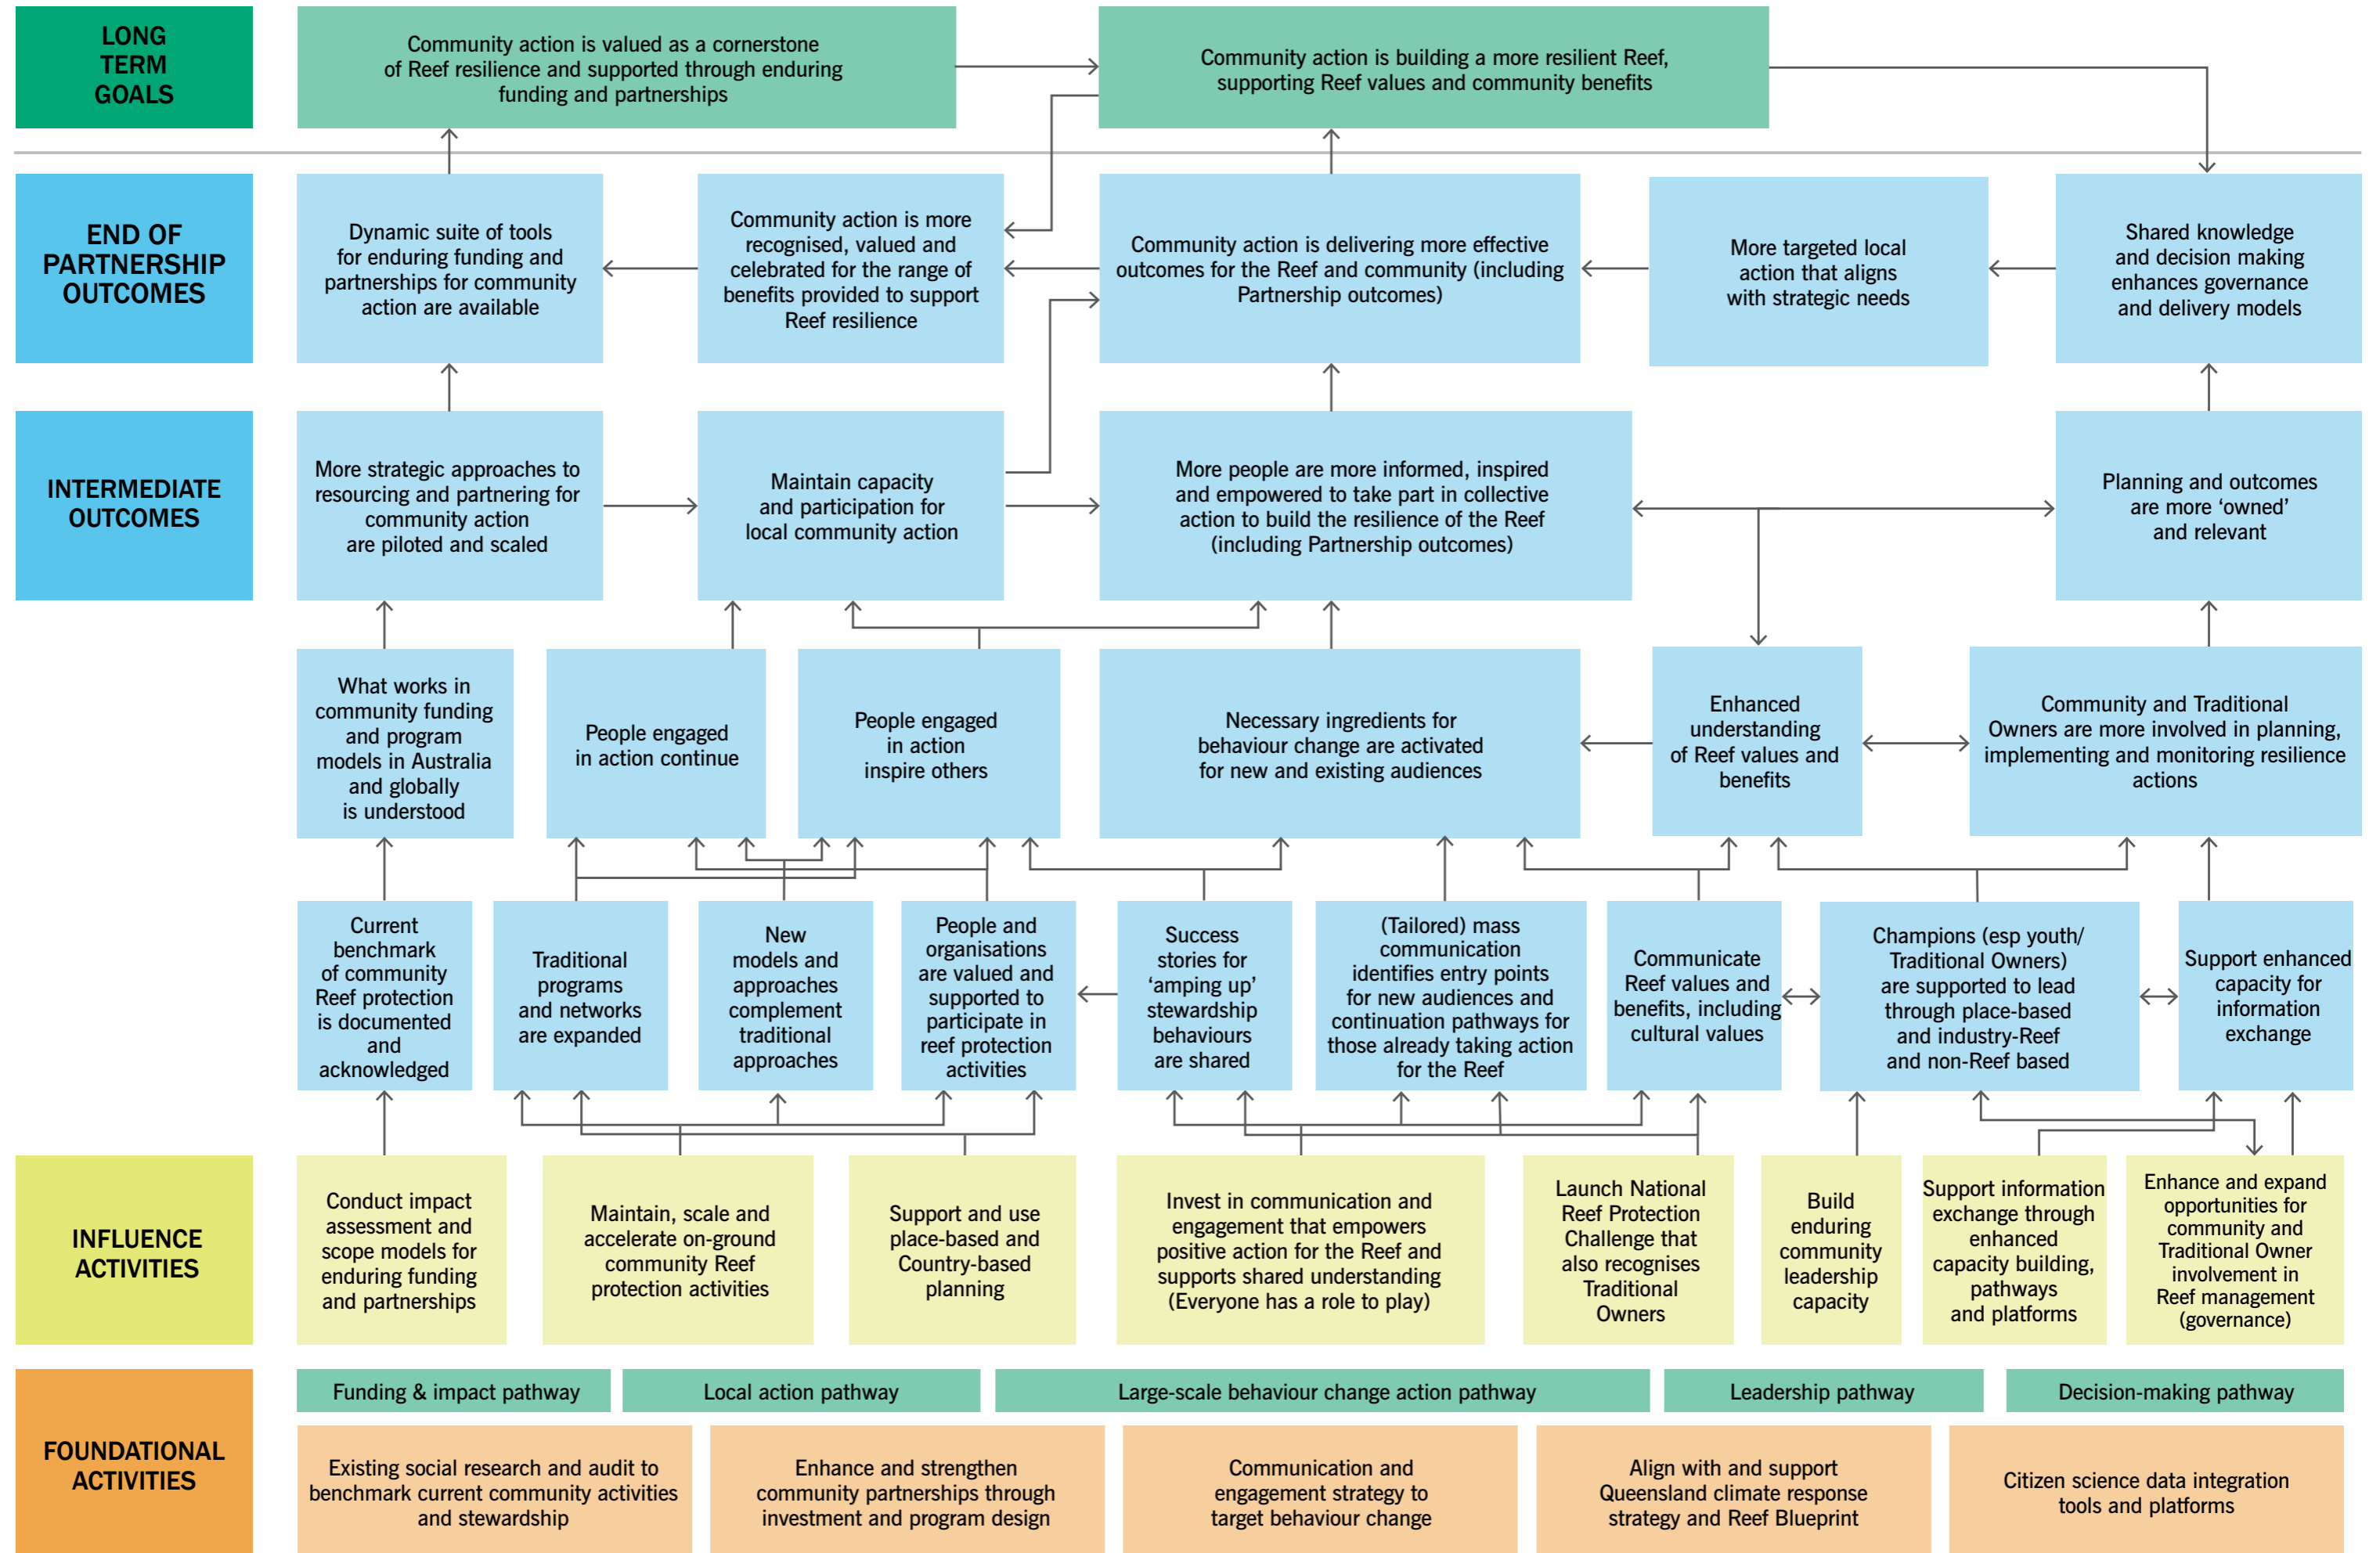 LONG
TERM
GOALS
Community action is valued as a cornerstone
of Reef resilience and supported through enduring
funding and partnerships
Community action is building a more resilient Reef,
supporting Reef values and community benefits
END OF
PARTNERSHIP
OUTCOMES
Dynamic suite of tools
for enduring funding and
partnerships for community
action are available
Community action is more
recognised, valued and
celebrated for the range of
benefits provided to support
Reef resilience
Community action is delivering more effective
outcomes for the Reef and community (including
Partnership outcomes)
More targeted local
action that aligns
with strategic needs
Shared knowledge
and decision making
enhances governance
and delivery models
INTERMEDIATE
OUTCOMES
More strategic approaches to
resourcing and partnering for
community action
are piloted and scaled
Maintain capacity
and participation for
local community action
More people are more informed, inspired
and empowered to take part in collective
action to build the resilience of the Reef
(including Partnership outcomes)
Planning and outcomes
are more ‘owned’
and relevant
What works in
community funding
and program
models in Australia
and globally
is understood
People engaged
in action continue
People engaged
in action
inspire others
Necessary ingredients for
behaviour change are activated
for new and existing audiences
Enhanced
understanding
of Reef values and
benefits
Community and Traditional
Owners are more involved in planning,
implementing and monitoring resilience
actions
Current
benchmark
of community
Reef protection
is documented
and
acknowledged
Traditional
programs
and networks
are expanded
New
models and
approaches
complement
traditional
approaches
People and
organisations
are valued and
supported to
participate in
reef protection
activities
Success
stories for
‘amping up’
stewardship
behaviours
are shared
(Tailored) mass
communication
identifies entry points
for new audiences and
continuation pathways for
those already taking action
for the Reef
Communicate
Reef values and
benefits, including
cultural values
Champions (esp youth/
Traditional Owners)
are supported to lead
through place-based
and industry-Reef
and non-Reef based
Support enhanced
capacity for
information
exchange
INFLUENCE
ACTIVITIES
Conduct impact
assessment and
scope models for
enduring funding
and partnerships
Maintain, scale and
accelerate on-ground
community Reef
protection activities
Support and use
place-based and
Country-based
planning
Invest in communication and
engagement that empowers
positive action for the Reef and
supports shared understanding
(Everyone has a role to play)
Launch National
Reef Protection
Challenge that
also recognises
Traditional
Owners
Build
enduring
community
leadership
capacity
Support information
exchange through
enhanced
capacity building,
pathways
and platforms
Enhance and expand
opportunities for
community and
Traditional Owner
involvement in
Reef management
(governance)
Funding & impact pathway
Local action pathway
Large-scale behaviour change action pathway
Leadership pathway
Decision-making pathway
FOUNDATIONAL
ACTIVITIES
Existing social research and audit to
benchmark current community activities
and stewardship
Enhance and strengthen
community partnerships through
investment and program design
Communication and
engagement strategy to
target behaviour change
Align with and support
Queensland climate response
strategy and Reef Blueprint
Citizen science data integration
tools and platforms